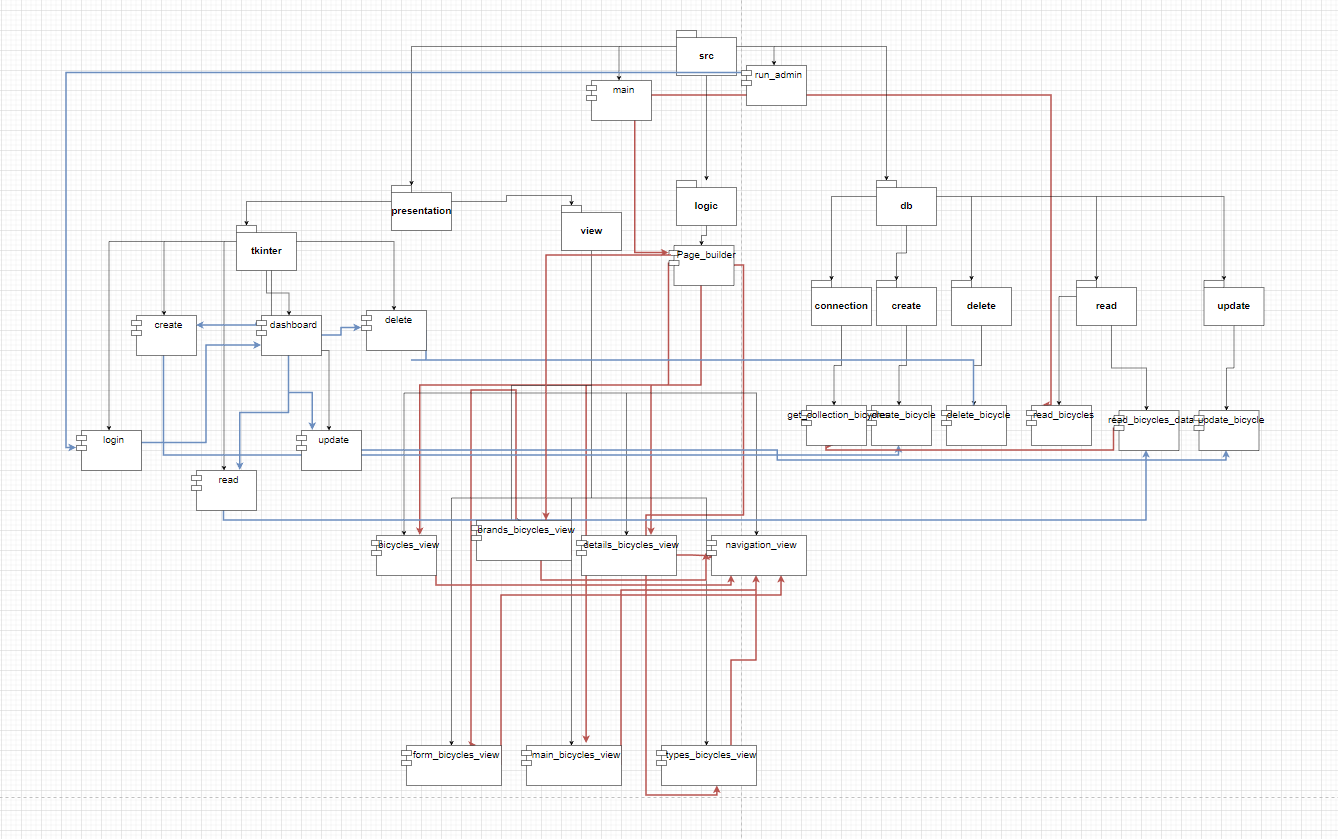 src
run_admin
main
presentation
logic
db
view
tkinter
Page_builder
connection
create
delete
read
update
create
dashboard
delete
get_collection_bicycles
create_bicycle
delete_bicycle
read_bicycles
read_bicycles_data
update_bicycle
login
update
read
brands_bicycles_view
bicycles_view
details_bicycles_view
navigation_view
form_bicycles_view
main_bicycles_view
types_bicycles_view